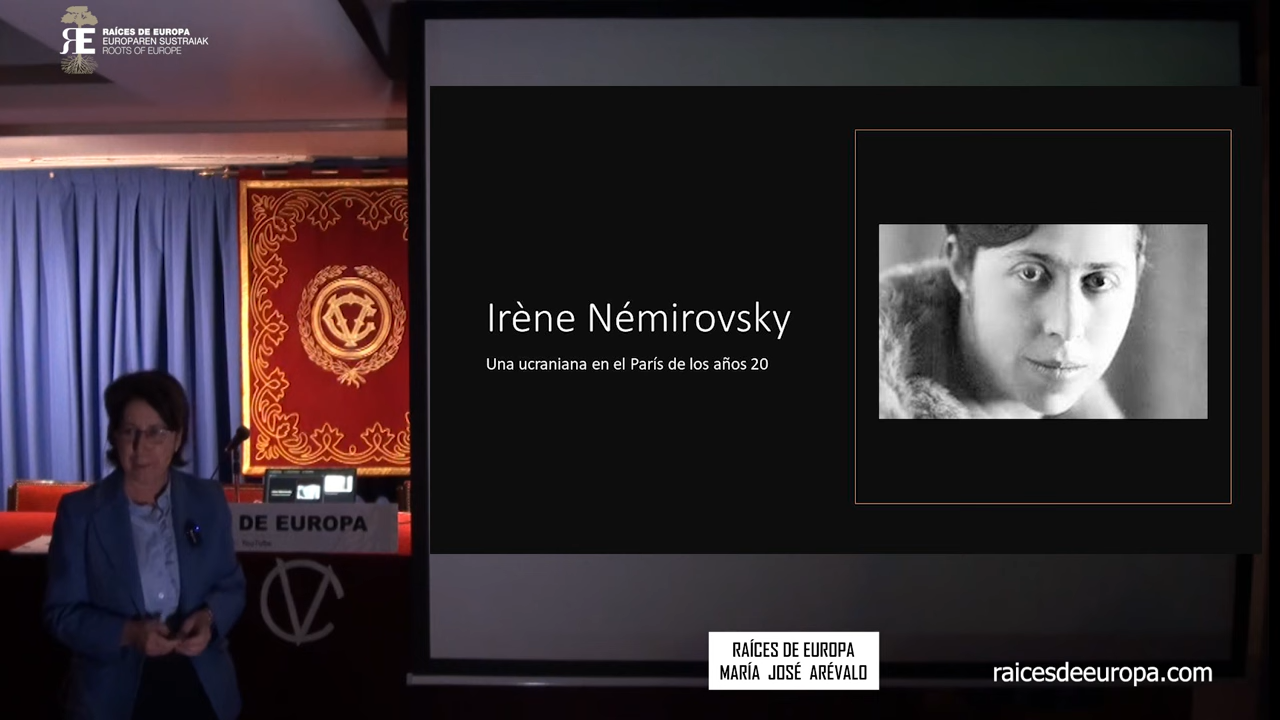 RAÍCES DE EUROPA
EUROPAREN SUSTRAIAK
ROOTS OF EUROPE
Irène Némirovsky
Una ucraniana en el París de los años 20
DE EUROPA
YouTube
RAÍCES DE EUROPA
MARÍA JOSÉ ARÉVALO
raicesdeeuropa.com